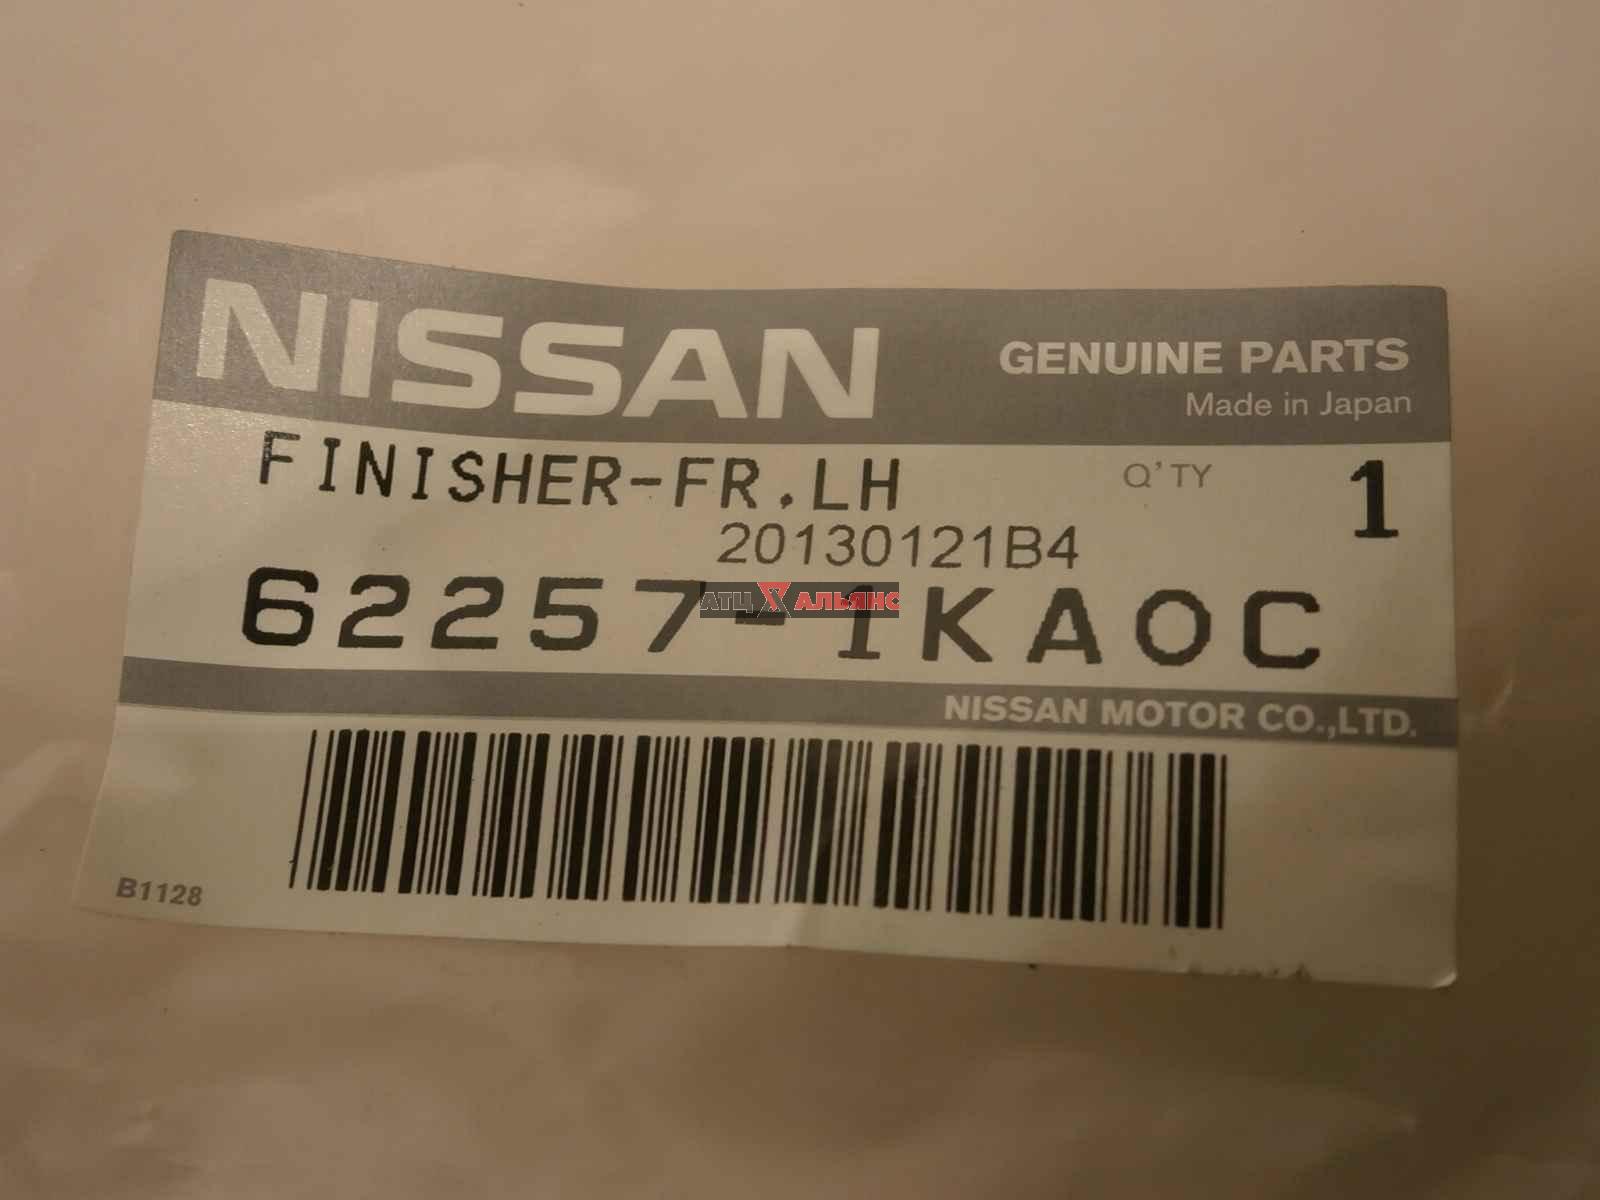 NISSAN
GENUINE PARTS
Made in Japan
FINISHER-FR.LH
Q'TY 1
20130121B4
62257-1KA0C
АТЦ АЛЬЯНС
NISSAN MOTOR CO.,LTD.
B1128